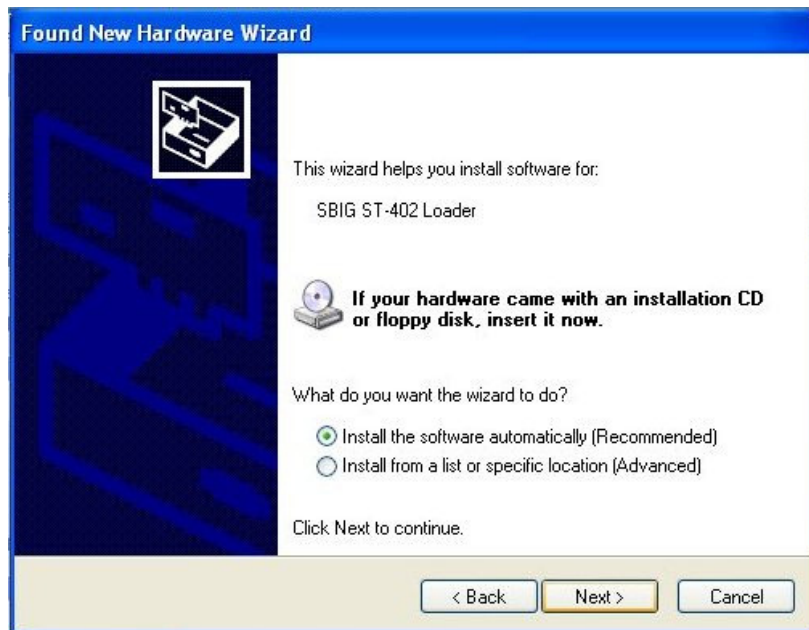 Found New Hardware Wizard
This wizard helps you install software for:
SBIG ST-402 Loader
If your hardware came with an installation CD
or floppy disk, insert it now.
What do you want the wizard to do?
Install the software automatically (Recommended)
Install from a list or specific location (Advanced)
Click Next to continue.
< Back
Next >
Cancel